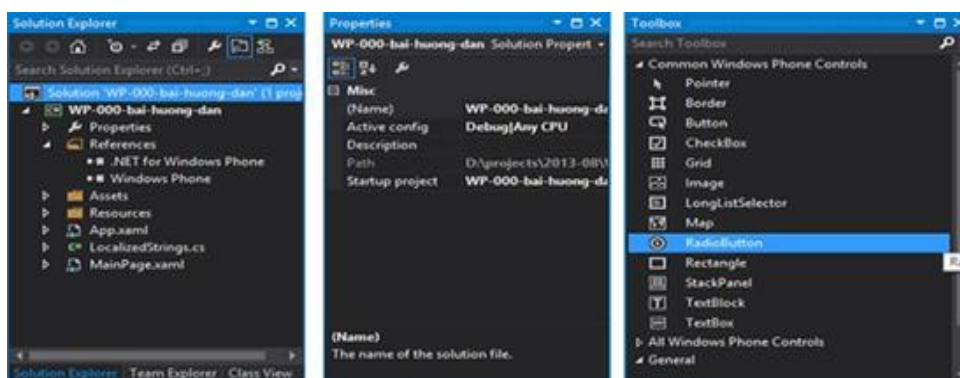 Solution Explorer
Search Solution Explorer (Ctrl+;)
Solution 'WP-000-bai-huong-dan' (1 proj
WP-000-bai-huong-dan
Properties
References
.NET for Windows Phone
Windows Phone
Assets
Resources
App.xaml
LocalizedStrings.cs
MainPage.xaml
Solution Explorer Team Explorer Class View
Properties
WP-000-bai-huong-dan Solution Propert
Misc
(Name) WP-000-bai-huong-da
Active config Debug|Any CPU
Description
Path D:\projects\2013-08\
Startup project WP-000-bai-huong-da
(Name)
The name of the solution file.
Toolbox
Search Toolbox
Common Windows Phone Controls
Pointer
Border
Button
CheckBox
Grid
Image
LongListSelector
Map
RadioButton
Rectangle
StackPanel
TextBlock
TextBox
All Windows Phone Controls
General